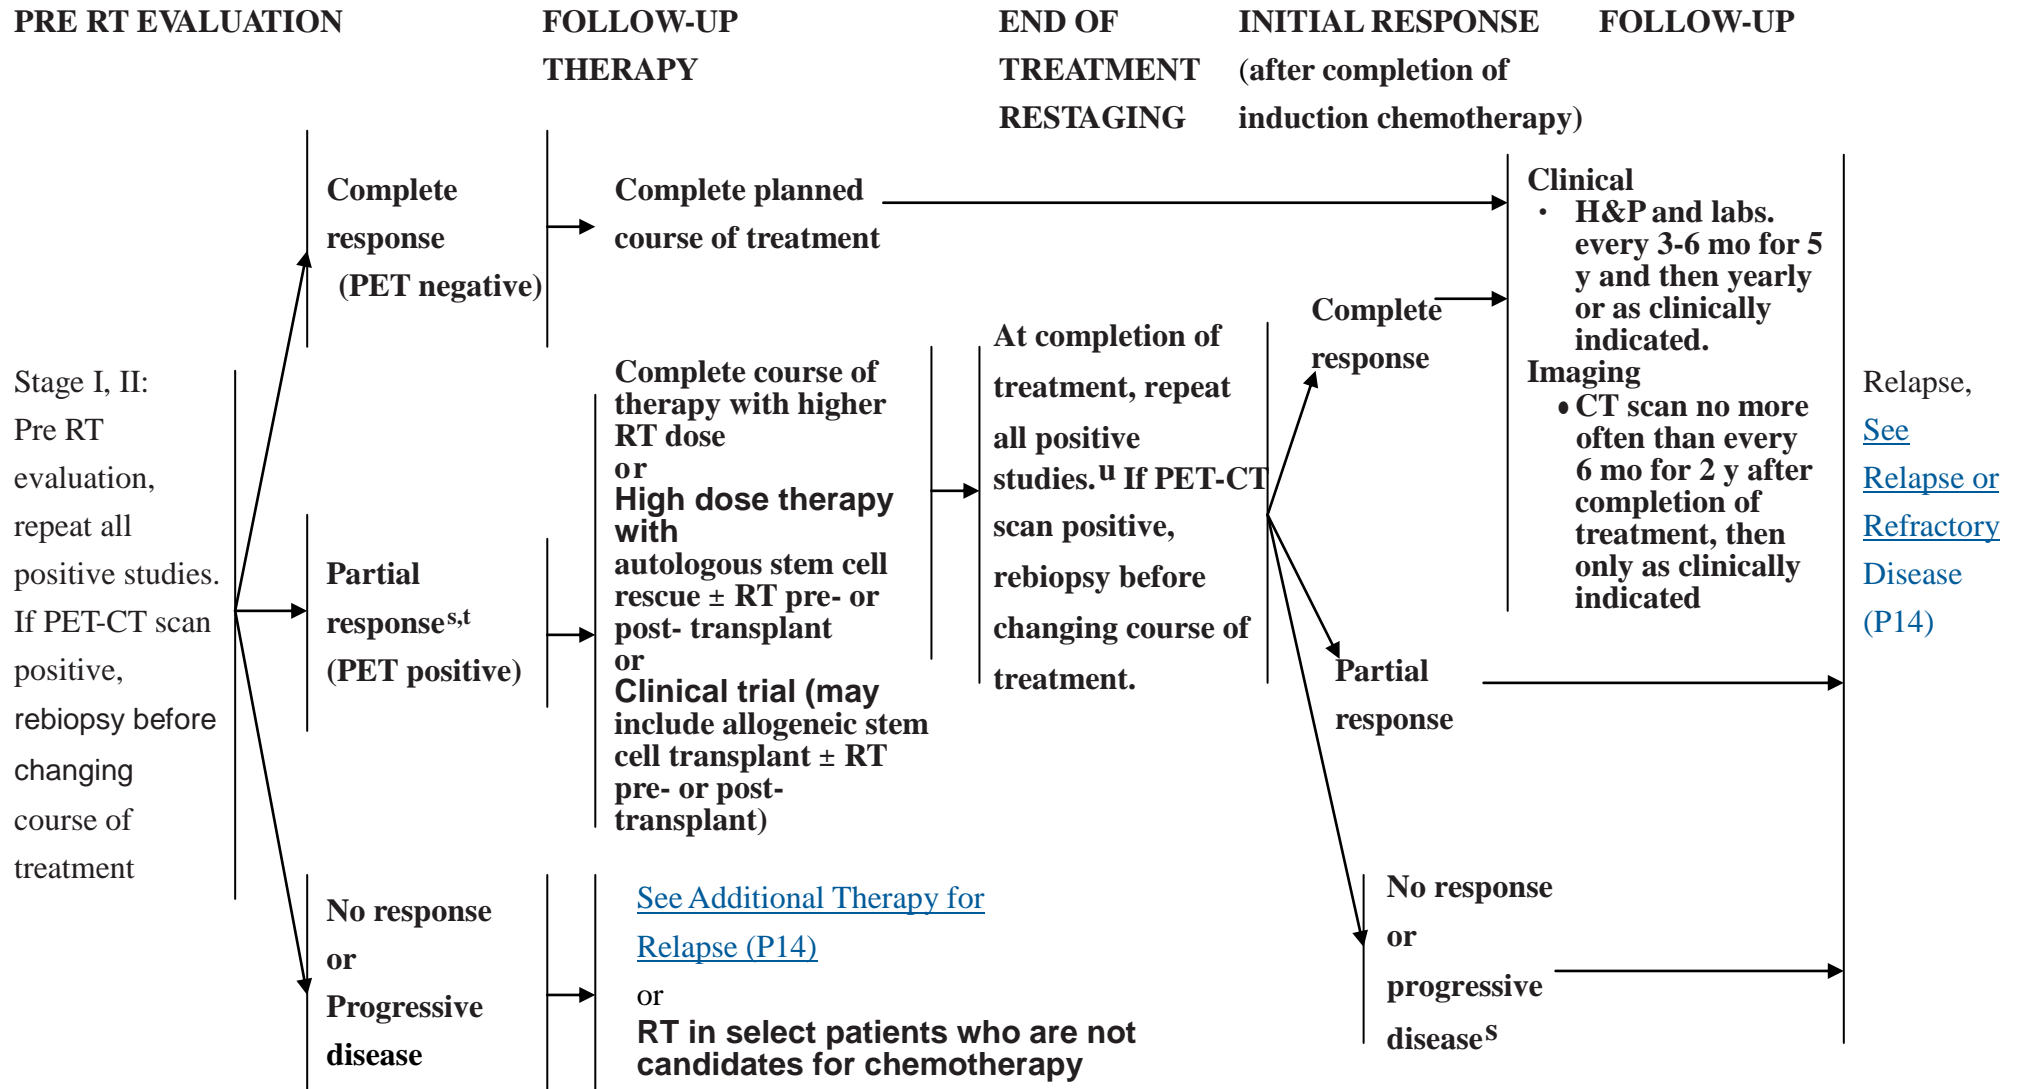 PRE RT EVALUATION
FOLLOW-UP
THERAPY
END OF
TREATMENT
RESTAGING
INITIAL RESPONSE
(after completion of
induction chemotherapy)
FOLLOW-UP
Stage I, II:
Pre RT
evaluation,
repeat all
positive studies.
If PET-CT scan
positive,
rebiopsy before
changing
course of
treatment
Complete
response
(PET negative)
Complete planned
course of treatment
Partial
responses,t
(PET positive)
Complete course of
therapy with higher
RT dose
or
High dose therapy
with
autologous stem cell
rescue ± RT pre- or
post- transplant
or
Clinical trial (may
include allogeneic stem
cell transplant ± RT
pre- or post-
transplant)
No response
or
Progressive
disease
See Additional Therapy for
Relapse (P14)
or
RT in select patients who are not
candidates for chemotherapy
At completion of
treatment, repeat
all positive
studies.u If PET-CT
scan positive,
rebiopsy before
changing course of
treatment.
Complete
response
Partial
response
No response
or
progressive
diseases
Clinical
· H&P and labs.
every 3-6 mo for 5
y and then yearly
or as clinically
indicated.
Imaging
● CT scan no more
often than every
6 mo for 2 y after
completion of
treatment, then
only as clinically
indicated
Relapse,
See
Relapse or
Refractory
Disease
(P14)